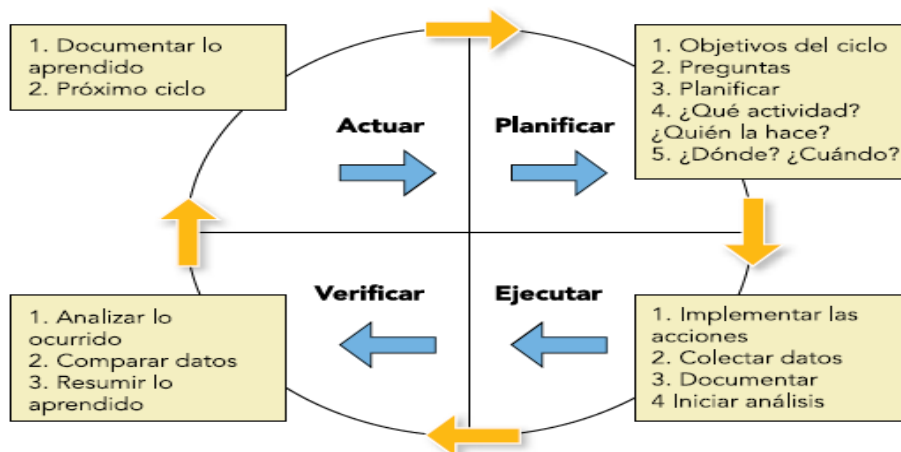 1. Documentar lo
aprendido
2. Próximo ciclo
1. Objetivos del ciclo
2. Preguntas
3. Planificar
4. ¿Qué actividad?
¿Quién la hace?
5. ¿Dónde? ¿Cuándo?
Actuar
Planificar
Verificar
Ejecutar
1. Analizar lo
ocurrido
2. Comparar datos
3. Resumir lo
aprendido
1. Implementar las
acciones
2. Colectar datos
3. Documentar
4 Iniciar análisis